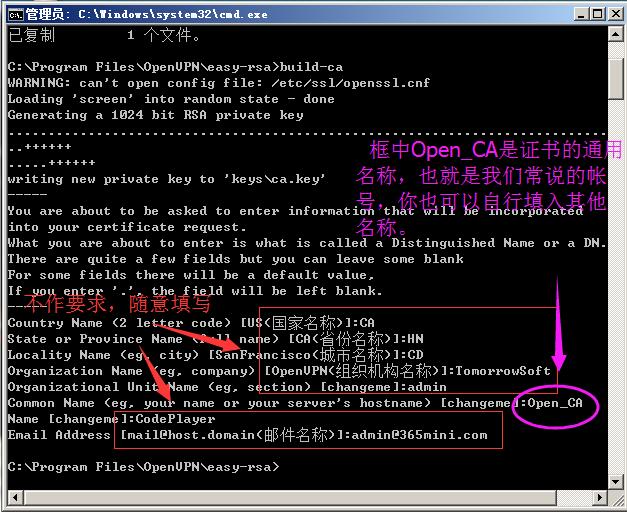 管理员: C:\Windows\system32\cmd.exe
已复制         1 个文件。
C:\Program Files\OpenVPN\easy-rsa>build-ca
WARNING: can't open config file: /etc/ssl/openssl.cnf
Loading 'screen' into random state - done
Generating a 1024 bit RSA private key
..++++++
.....++++++
writing new private key to 'keys\ca.key'
-----
框中Open_CA是证书的通用
名称，也就是我们常说的帐
号，你也可以自行填入其他
名称。
You are about to be asked to enter information that will be incorporated
into your certificate request.
What you are about to enter is what is called a Distinguished Name or a DN.
There are quite a few fields but you can leave some blank
For some fields there will be a default value,
If you enter '.', the field will be left blank.
-----
不作要求，随意填写
Country Name (2 letter code) [US(国家名称)]:CA
State or Province Name (full name) [CA(省份名称)]:HN
Locality Name (eg, city) [SanFrancisco(城市名称)]:CD
Organization Name (eg, company) [OpenVPN(组织机构名称)]:TomorrowSoft
Organizational Unit Name (eg, section) [changeme]:admin
Common Name (eg, your name or your server's hostname) [changeme]:Open_CA
Name [changeme]:CodePlayer
Email Address [mail@host.domain(邮件名称)]:admin@365mini.com
C:\Program Files\OpenVPN\easy-rsa>